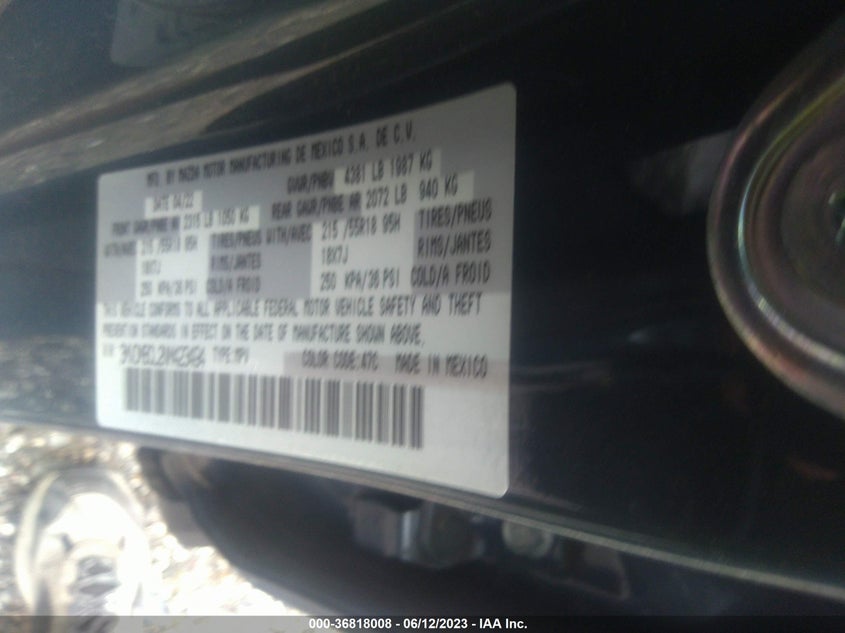 MFD. BY MAZDA MOTOR MANUFACTURING DE MEXICO S.A. DE C.V.
DATE 04/22 GVWR/PNBV 4381 LB 1987 KG
FRONT GAWR/PNBE AV 2315 LB 1050 KG REAR GAWR/PNBE AR 2072 LB 940 KG
WITH/AVEC 215 /55R18 95H TIRES/PNEUS WITH/AVEC 215 /55R18 95H TIRES/PNEUS
18X7J RIMS/JANTES 18X7J RIMS/JANTES
250 KPA/36 PSI COLD/A FROID 250 KPA/36 PSI COLD/A FROID
THIS VEHICLE CONFORMS TO ALL APPLICABLE FEDERAL MOTOR VEHICLE SAFETY AND THEFT
PREVENTION STANDARDS IN EFFECT ON THE DATE OF MANUFACTURE SHOWN ABOVE.
TYPE:MPV COLOR CODE:47C MADE IN MEXICO
000-36818008 - 06/12/2023 - IAA Inc.